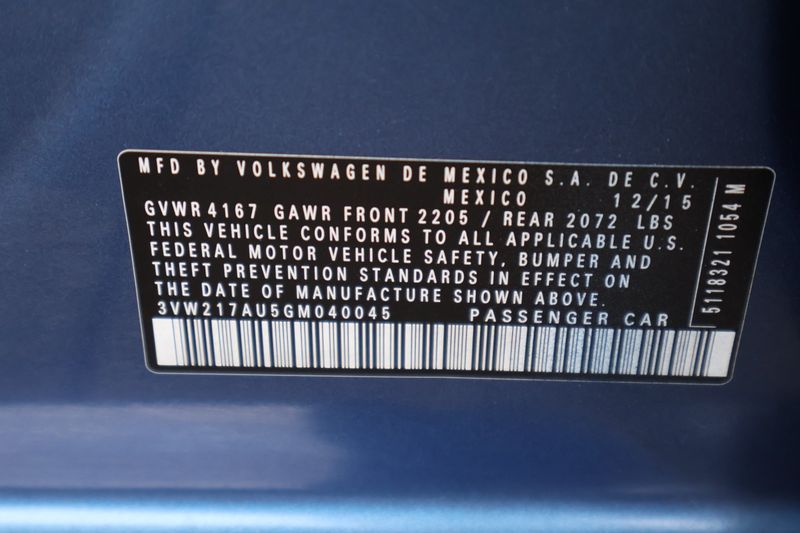 MFD BY VOLKSWAGEN DE MEXICO S.A. DE C.V.
MEXICO 12/15
GVWR 4167 GAWR FRONT 2205 / REAR 2072 LBS
THIS VEHICLE CONFORMS TO ALL APPLICABLE U.S.
FEDERAL MOTOR VEHICLE SAFETY, BUMPER AND
THEFT PREVENTION STANDARDS IN EFFECT ON
THE DATE OF MANUFACTURE SHOWN ABOVE.
3VW217AU5GM040045 PASSENGER CAR
5118321 1054 M